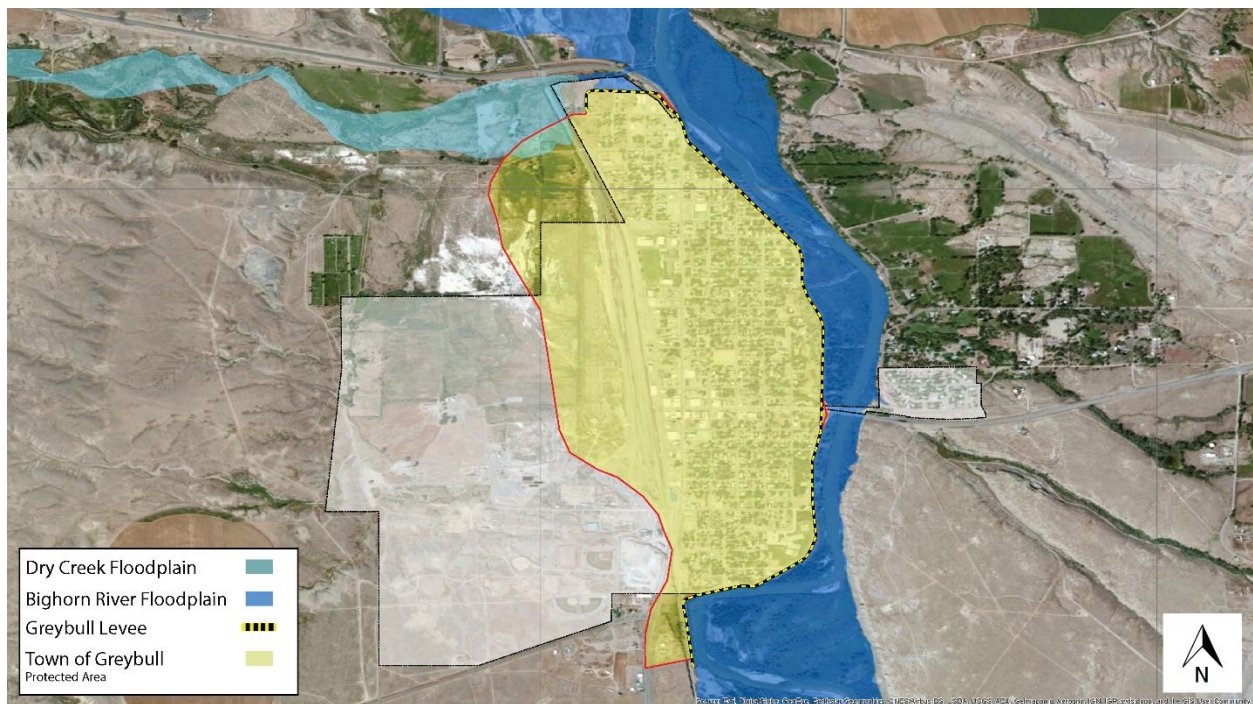 Dry Creek Floodplain
Bighorn River Floodplain
Greybull Levee
Town of Greybull
Protected Area
N